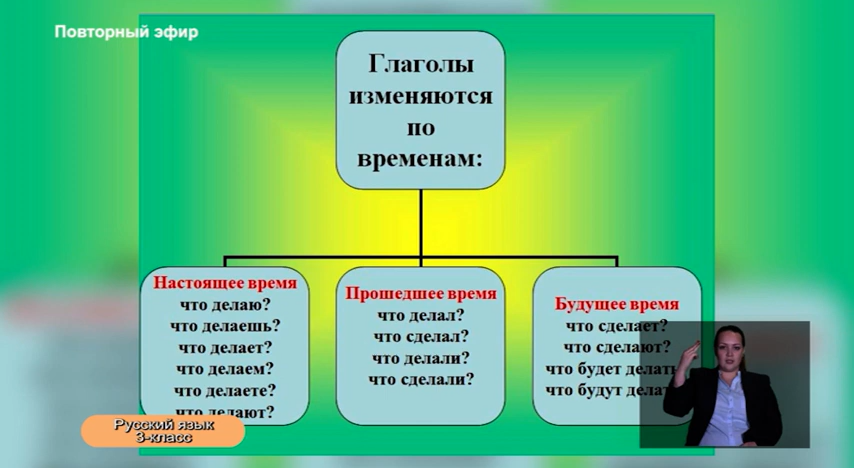 Повторный эфир
Глаголы
изменяются
по
временам:
Настоящее время
что делаю?
что делаешь?
что делает?
что делаем?
что делаете?
что делают?
Прошедшее время
что делал?
что сделал?
что делали?
что сделали?
Будущее время
что сделает?
что сделают?
что будет делать
что будут делат
Русский язык
3-класс